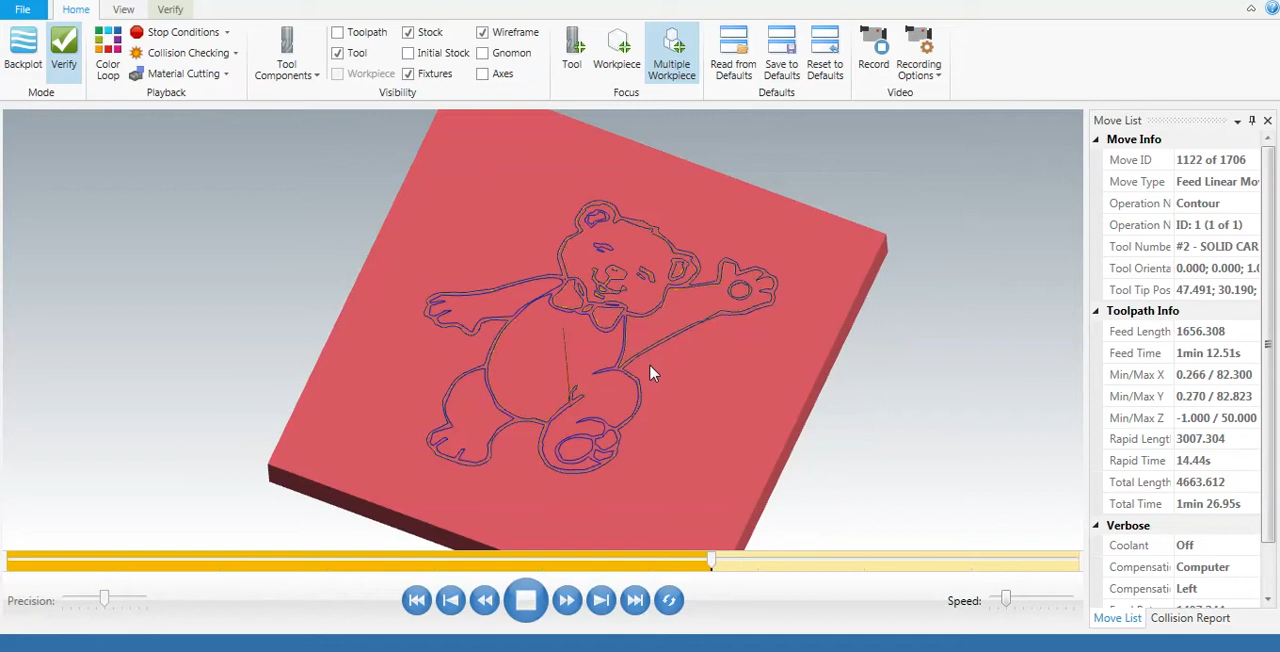 File Home View Verify
Backplot
Verify
Mode
Color Loop
Stop Conditions
Collision Checking
Material Cutting
Playback
Tool Components
Toolpath Stock Wireframe
Tool Initial Stock Gnomon
Workpiece Fixtures Axes
Visibility
Tool
Workpiece
Multiple Workpiece
Focus
Read from Defaults
Save to Defaults
Reset to Defaults
Defaults
Record
Recording Options
Video
Move List
Move Info
Move ID 1122 of 1706
Move Type Feed Linear Mo
Operation N Contour
Operation N ID: 1 (1 of 1)
Tool Numbe #2 - SOLID CAR
Tool Orienta 0.000; 0.000; 1.0
Tool Tip Pos 47.491; 30.190;
Toolpath Info
Feed Length 1656.308
Feed Time 1min 12.51s
Min/Max X 0.266 / 82.300
Min/Max Y 0.270 / 82.823
Min/Max Z -1.000 / 50.000
Rapid Lengt 3007.304
Rapid Time 14.44s
Total Length 4663.612
Total Time 1min 26.95s
Verbose
Coolant Off
Compensati Computer
Compensati Left
Move List Collision Report
Precision:
Speed: